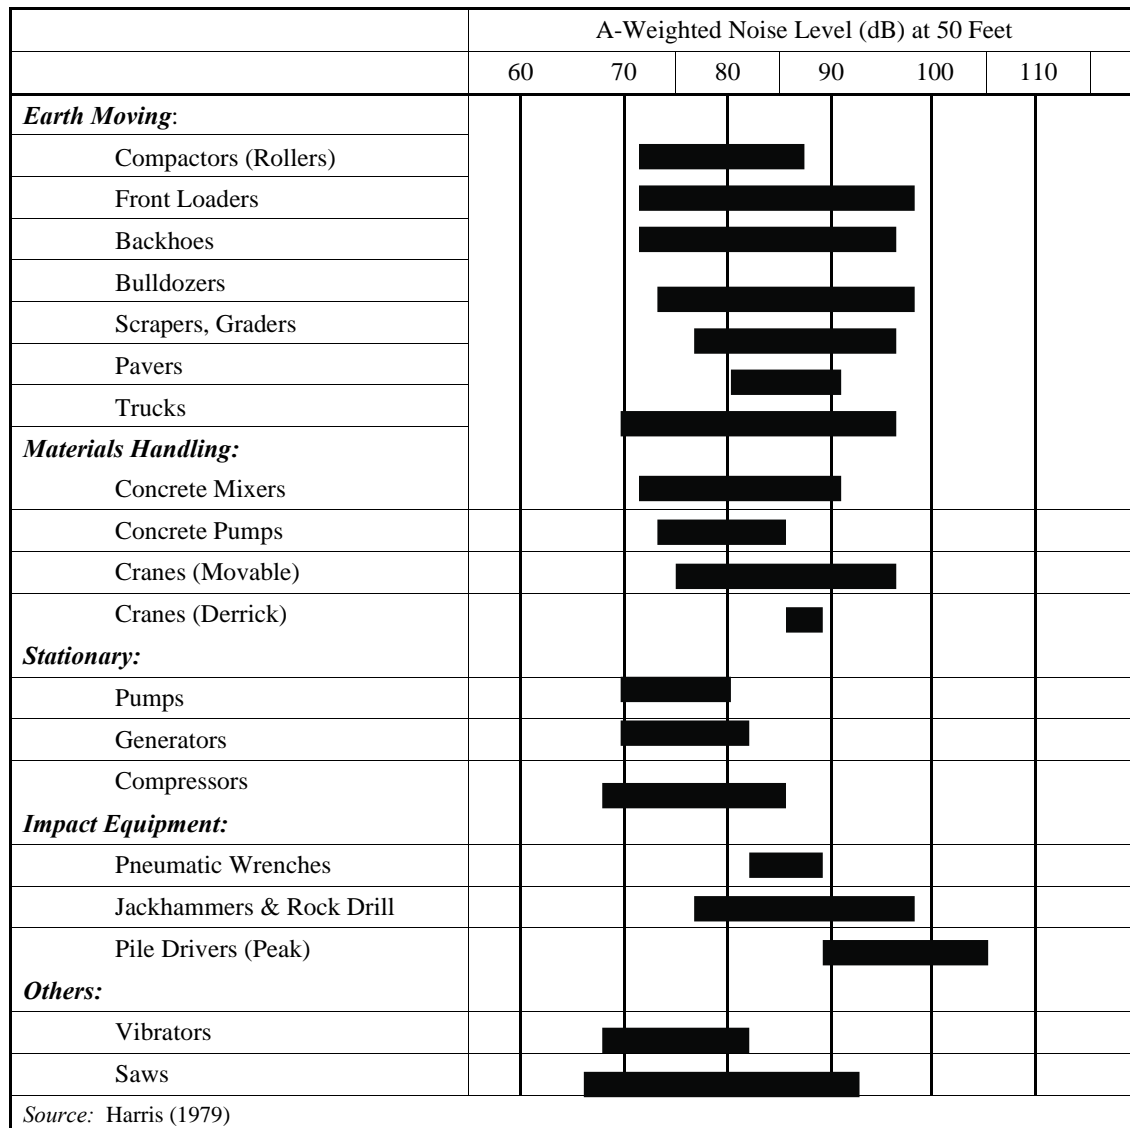 A-Weighted Noise Level (dB) at 50 Feet
60 70 80 90 100 110
Earth Moving:
Compactors (Rollers)
Front Loaders
Backhoes
Bulldozers
Scrapers, Graders
Pavers
Trucks
Materials Handling:
Concrete Mixers
Concrete Pumps
Cranes (Movable)
Cranes (Derrick)
Stationary:
Pumps
Generators
Compressors
Impact Equipment:
Pneumatic Wrenches
Jackhammers & Rock Drill
Pile Drivers (Peak)
Others:
Vibrators
Saws
Source: Harris (1979)